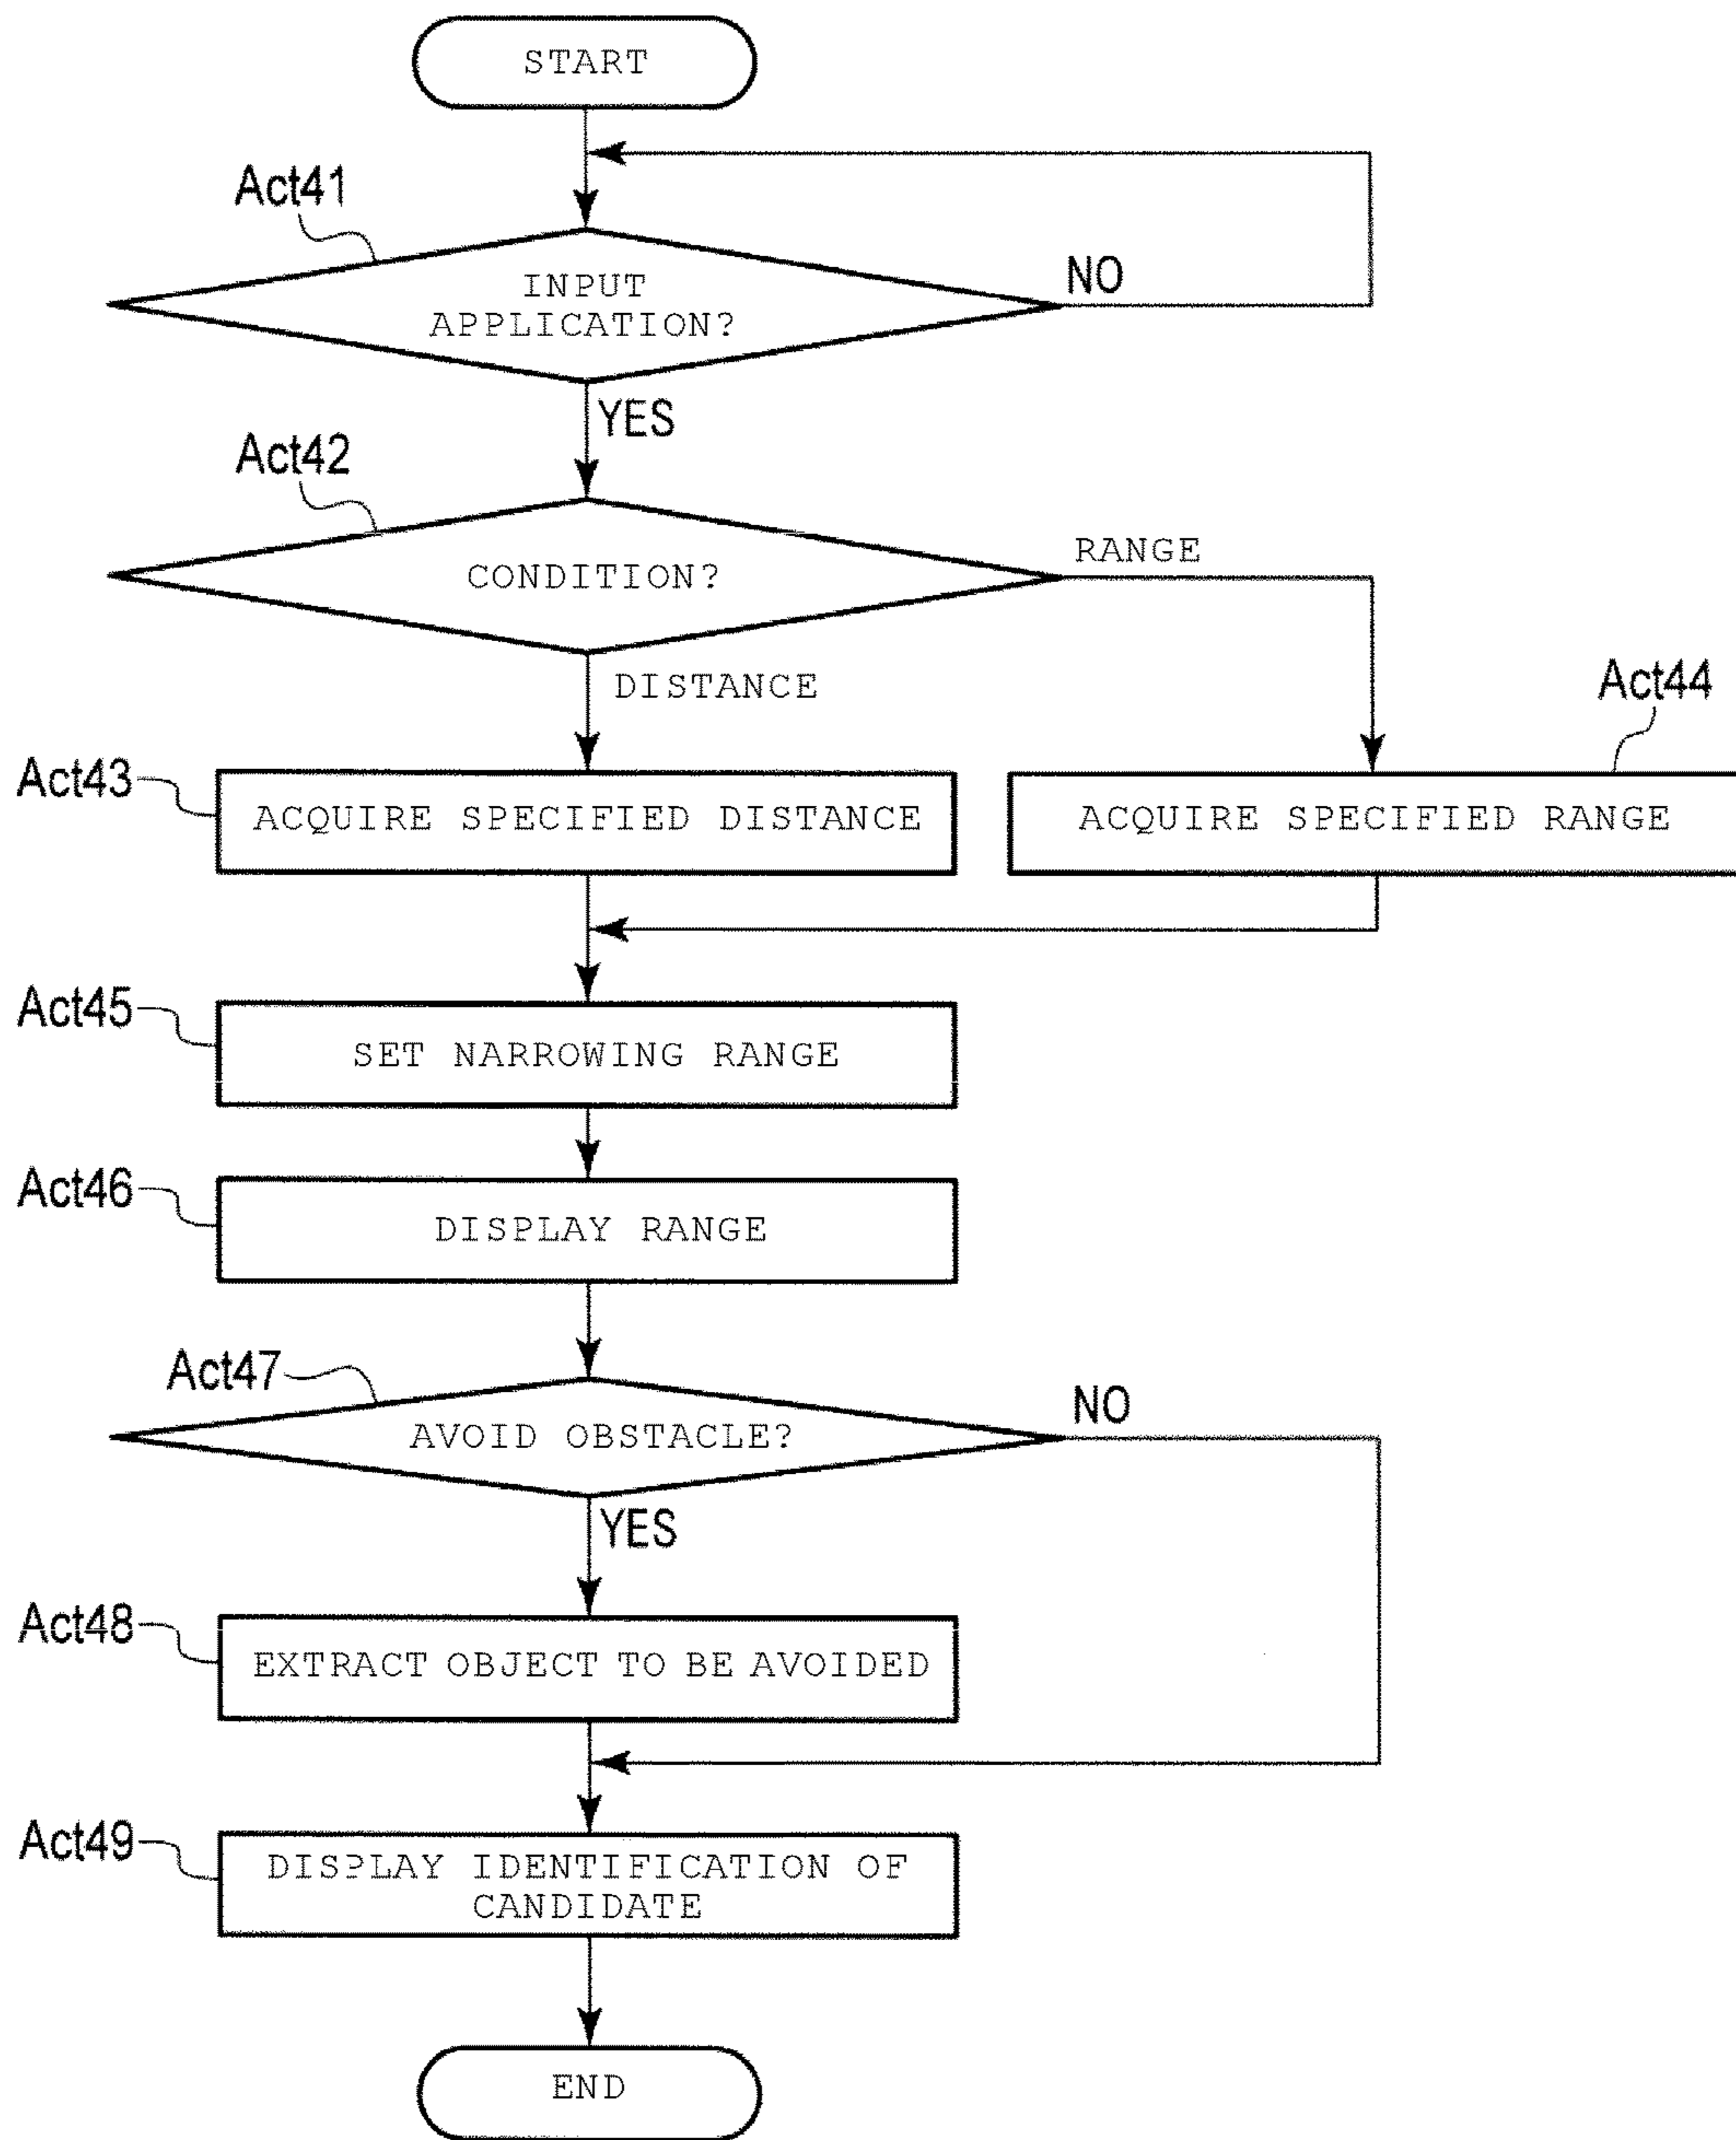 START
Act41
INPUT
APPLICATION?
NO
YES
Act42
CONDITION?
RANGE
DISTANCE
Act43
ACQUIRE SPECIFIED DISTANCE
Act44
ACQUIRE SPECIFIED RANGE
Act45
SET NARROWING RANGE
Act46
DISPLAY RANGE
Act47
AVOID OBSTACLE?
NO
YES
Act48
EXTRACT OBJECT TO BE AVOIDED
Act49
DISPLAY IDENTIFICATION OF
CANDIDATE
END